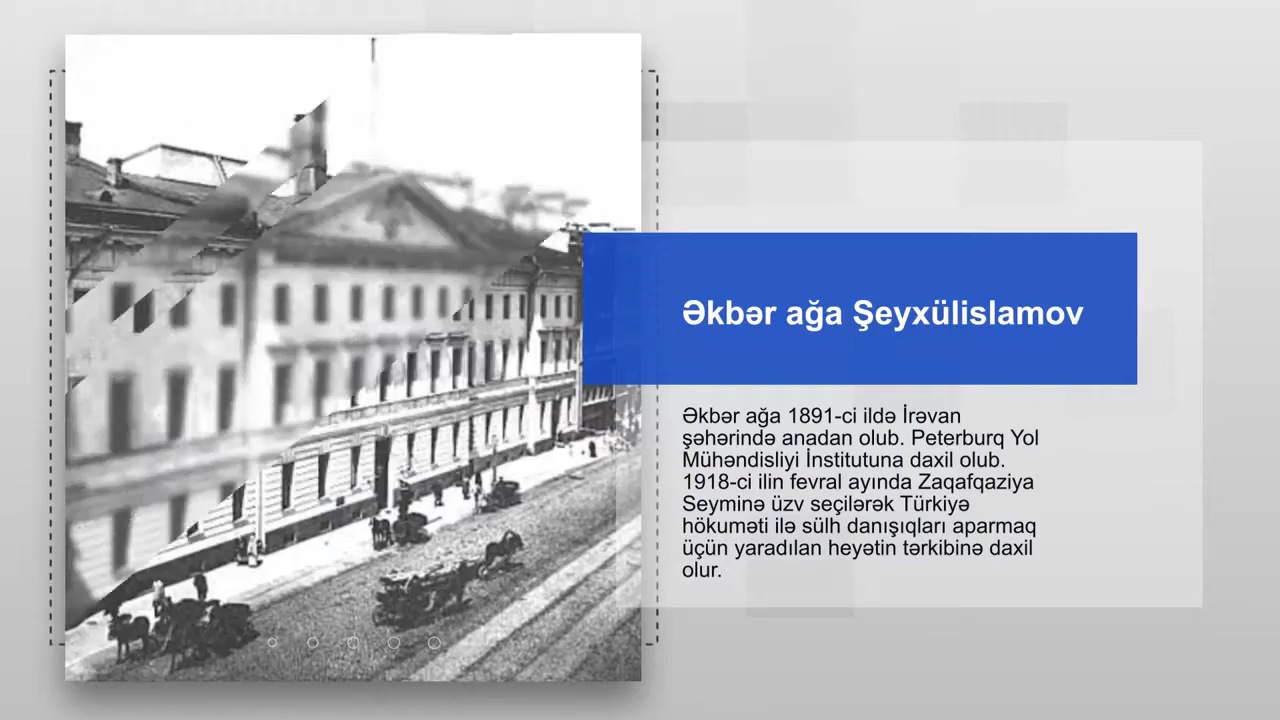 Əkbər ağa Şeyxülislamov
Əkbər ağa 1891-ci ildə İrəvan
şəhərində anadan olub. Peterburq Yol
Mühəndisliyi İnstitutuna daxil olub.
1918-ci ilin fevral ayında Zaqafqaziya
Seyminə üzv seçilərək Türkiyə
hökuməti ilə sülh danışıqları aparmaq
üçün yaradılan heyətin tərkibinə daxil
olur.